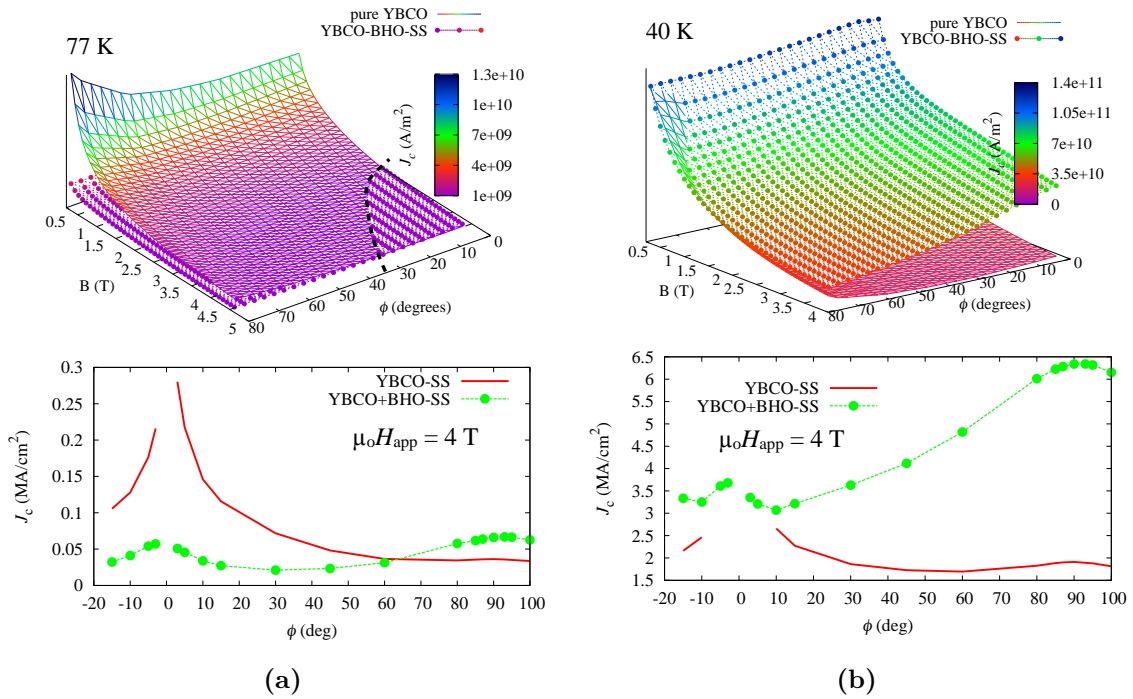 77 K
pure YBCO
YBCO-BHO-SS
1.3e+10
1e+10
7e+09
4e+09
1e+09
J_c (A/m²)
0.5
1
1.5
2
2.5
3
3.5
4
4.5
5
B (T)
80
70
60
50
40
30
20
10
0
ϕ (degrees)
40 K
pure YBCO
YBCO-BHO-SS
1.4e+11
1.05e+11
7e+10
3.5e+10
0
J_c (A/m²)
0.5
1
1.5
2
2.5
3
3.5
4
B (T)
80
70
60
50
40
30
20
10
0
ϕ (degrees)
0.3
0.25
0.2
0.15
0.1
0.05
0
J_c (MA/cm²)
YBCO-SS
YBCO+BHO-SS
μ_oH_app = 4 T
-20 -10 0 10 20 30 40 50 60 70 80 90 100
ϕ (deg)
(a)
6.5
6
5.5
5
4.5
4
3.5
3
2.5
2
1.5
J_c (MA/cm²)
YBCO-SS
YBCO+BHO-SS
μ_oH_app = 4 T
-20 -10 0 10 20 30 40 50 60 70 80 90 100
ϕ (deg)
(b)